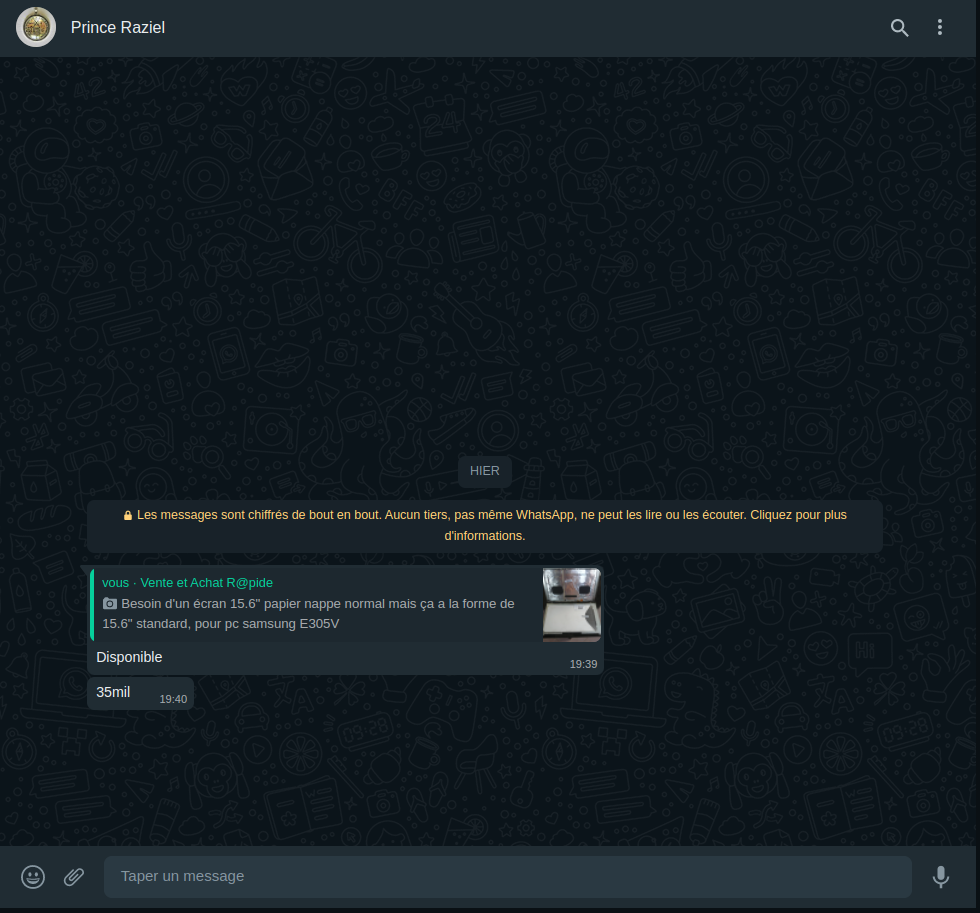 Prince Raziel
HIER
Les messages sont chiffrés de bout en bout. Aucun tiers, pas même WhatsApp, ne peut les lire ou les écouter. Cliquez pour plus
d'informations.
vous · Vente et Achat R@pide
Besoin d'un écran 15.6" papier nappe normal mais ça a la forme de
15.6" standard, pour pc samsung E305V
Disponible
19:39
35mil
19:40
Taper un message